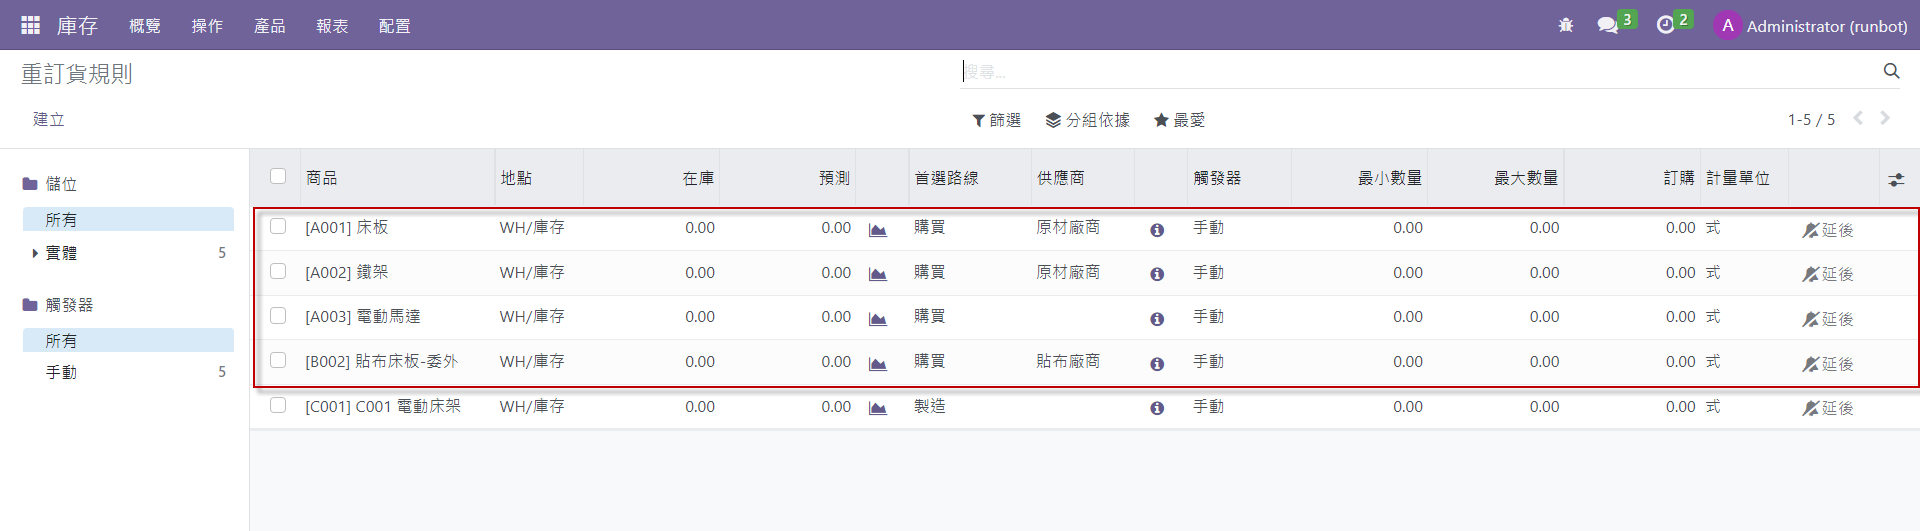 庫存 概覽 操作 產品 報表 配置 3 2 A Administrator (runbot)
重訂貨規則 搜尋...
建立 篩選 分組依據 最愛 1-5 / 5
儲位
所有
實體 5
觸發器
所有
手動 5
商品 地點 在庫 預測 首選路線 供應商 觸發器 最小數量 最大數量 訂購 計量單位
[A001] 床板 WH/庫存 0.00 0.00 購買 原材廠商 手動 0.00 0.00 0.00 式 延後
[A002] 鐵架 WH/庫存 0.00 0.00 購買 原材廠商 手動 0.00 0.00 0.00 式 延後
[A003] 電動馬達 WH/庫存 0.00 0.00 購買 手動 0.00 0.00 0.00 式 延後
[B002] 貼布床板-委外 WH/庫存 0.00 0.00 購買 貼布廠商 手動 0.00 0.00 0.00 式 延後
[C001] C001 電動床架 WH/庫存 0.00 0.00 製造 手動 0.00 0.00 0.00 式 延後